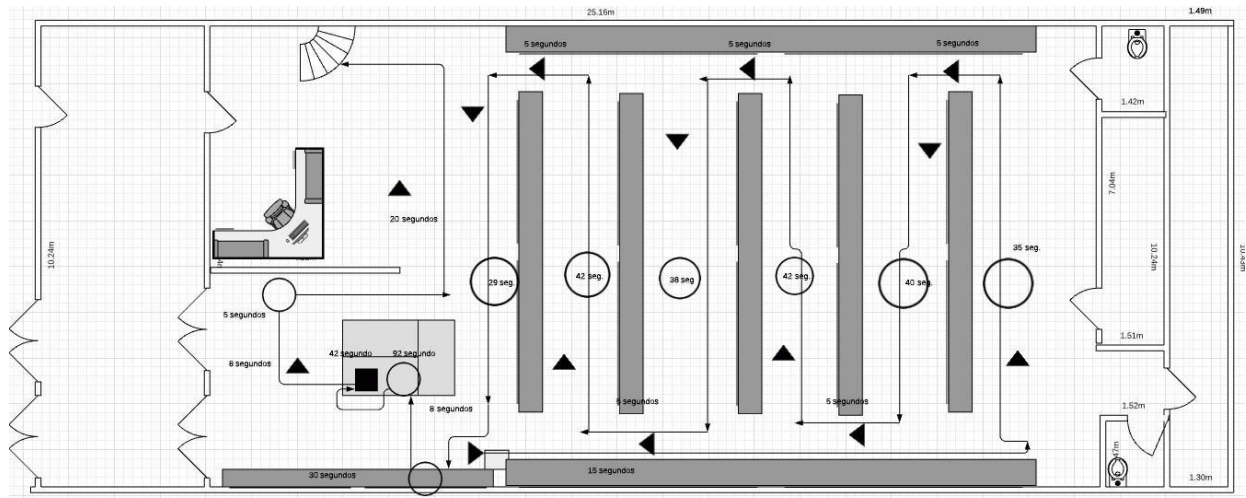 25.16m
1.49m
5 segundos
5 segundos
5 segundos
1.42m
7.04m
20 segundos
10.24m
10.24m
10.43m
35 seg.
29 seg.
42 seg.
38 seg
42 seg.
40 seg.
5 segundos
8 segundos
42 segundo
92 segundo
1.51m
8 segundos
5 segundos
5 segundos
1.52m
30 segundos
15 segundos
1.30m